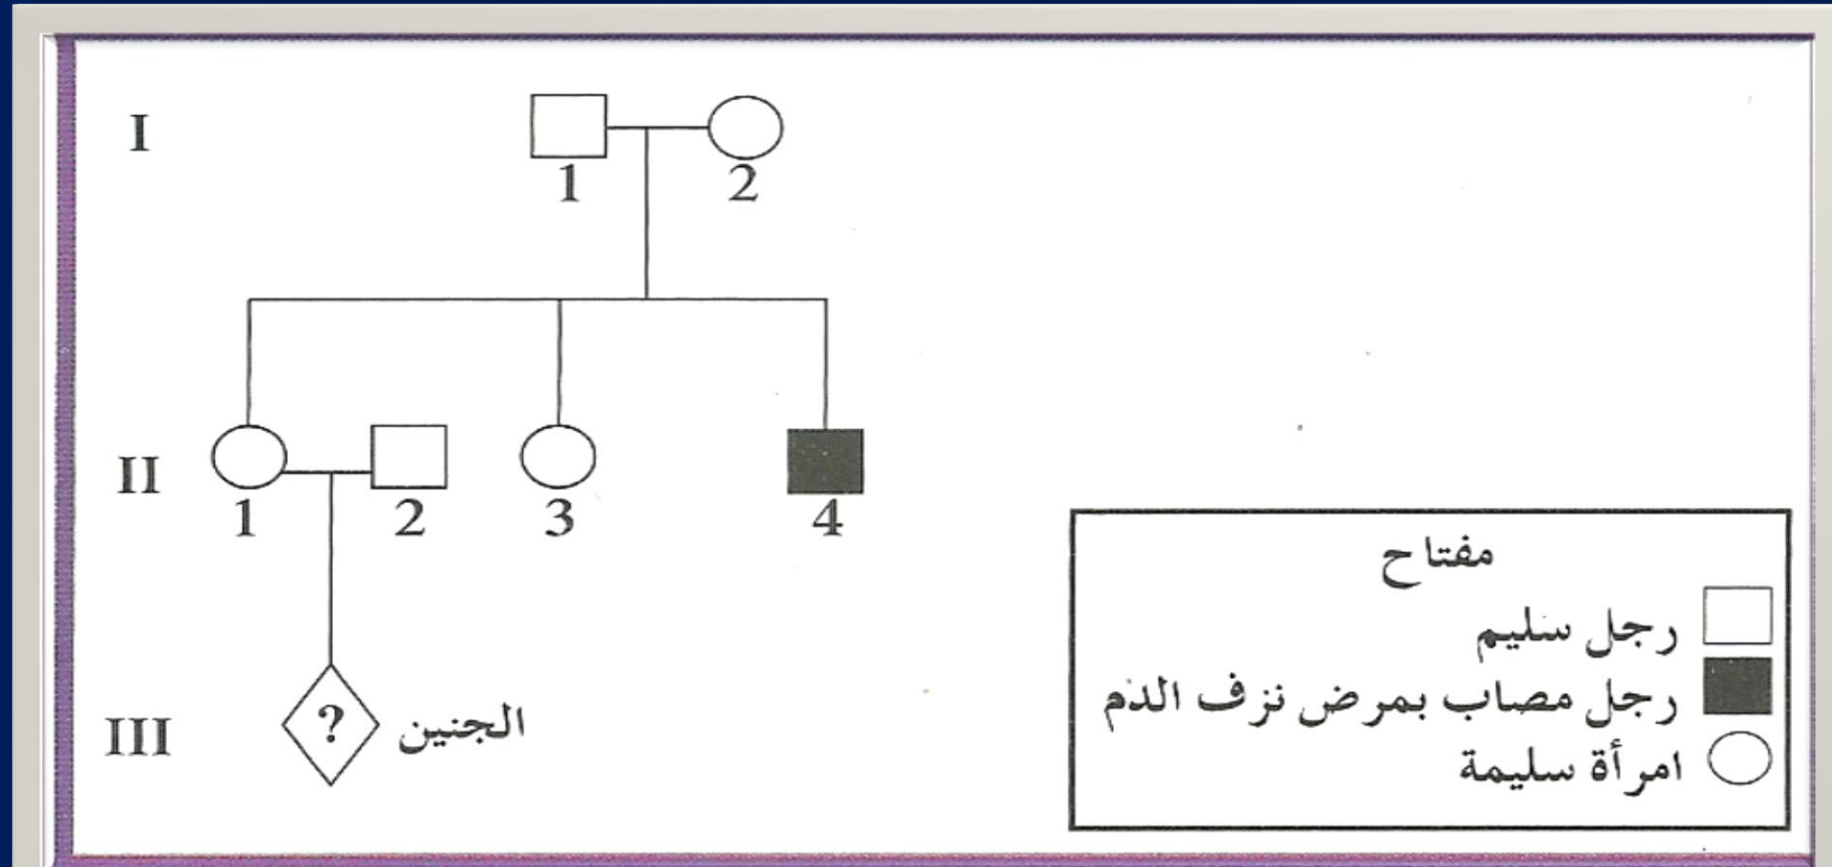 I
1 2
II
1 2 3 4
III
? الجنين
مفتاح
رجل سليم
رجل مصاب بمرض نزف الدم
امرأة سليمة